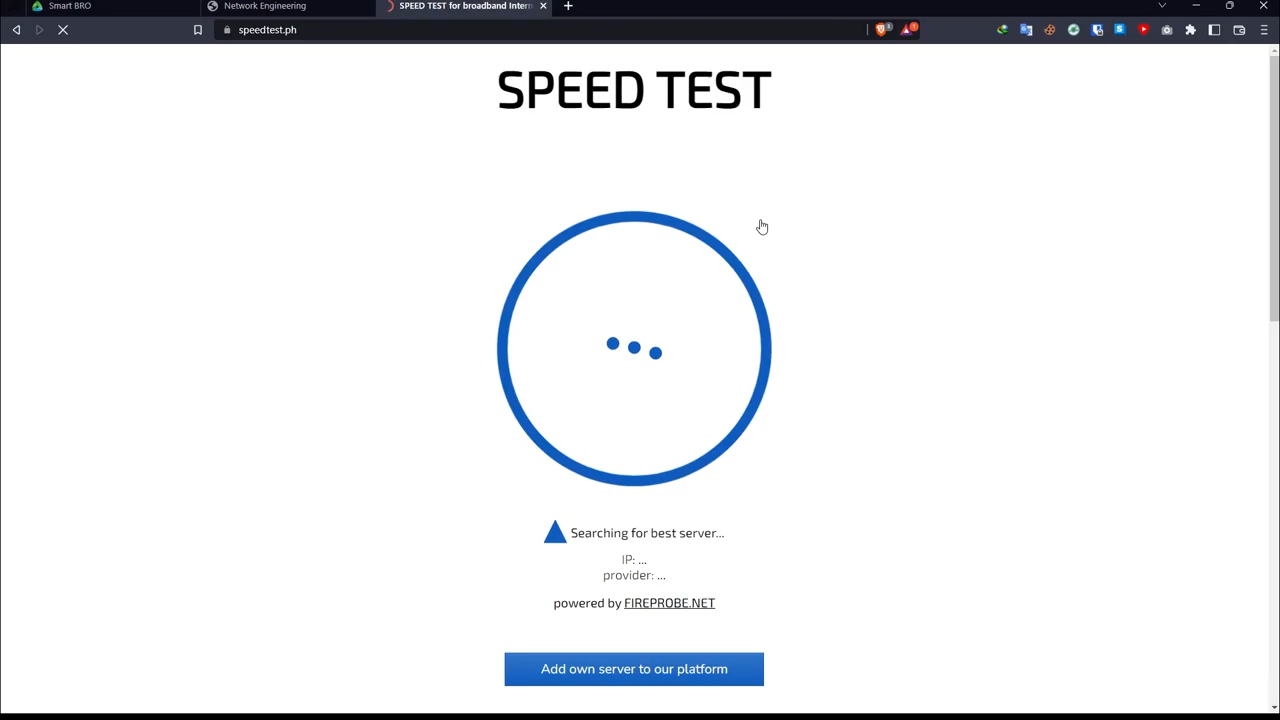 Smart BRO
Network Engineering
SPEED TEST for broadband Intern
speedtest.ph
SPEED TEST
Searching for best server...
IP: ...
provider: ...
powered by FIREPROBE.NET
Add own server to our platform